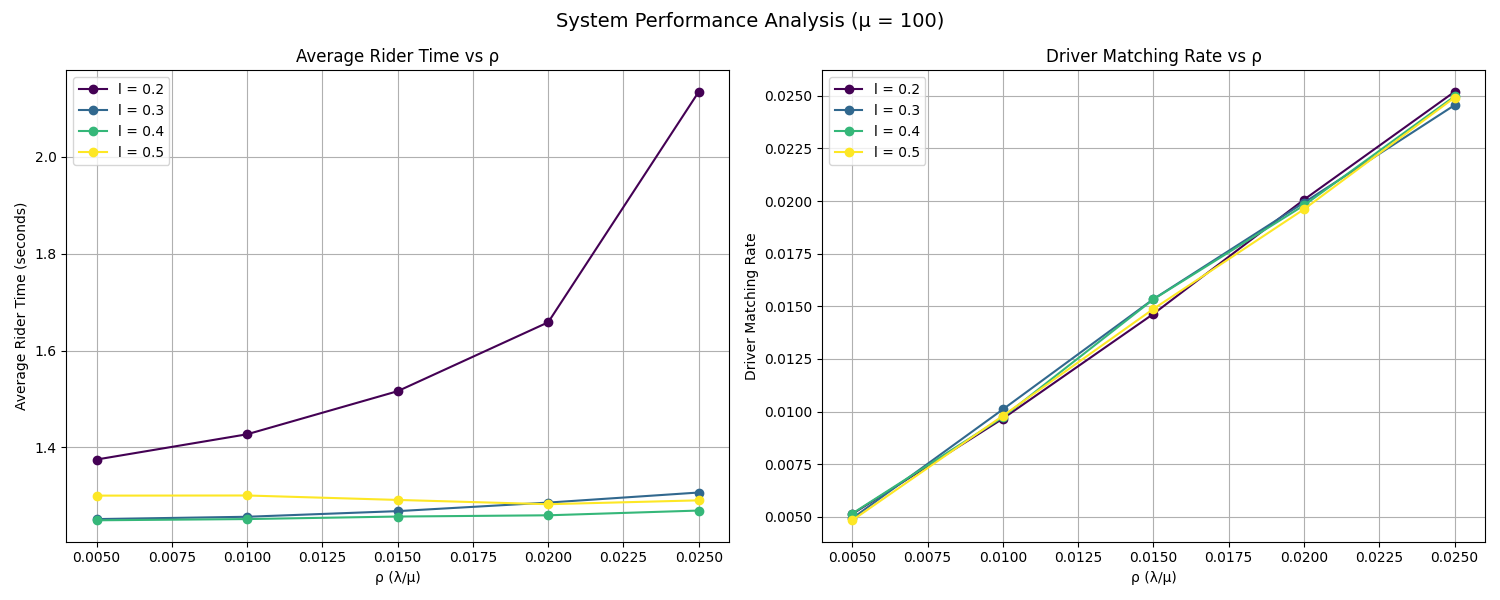 System Performance Analysis (μ = 100)
Average Rider Time vs ρ
l = 0.2
l = 0.3
l = 0.4
l = 0.5
Average Rider Time (seconds)
2.0
1.8
1.6
1.4
0.0050 0.0075 0.0100 0.0125 0.0150 0.0175 0.0200 0.0225 0.0250
ρ (λ/μ)
Driver Matching Rate vs ρ
l = 0.2
l = 0.3
l = 0.4
l = 0.5
Driver Matching Rate
0.0250
0.0225
0.0200
0.0175
0.0150
0.0125
0.0100
0.0075
0.0050
0.0050 0.0075 0.0100 0.0125 0.0150 0.0175 0.0200 0.0225 0.0250
ρ (λ/μ)